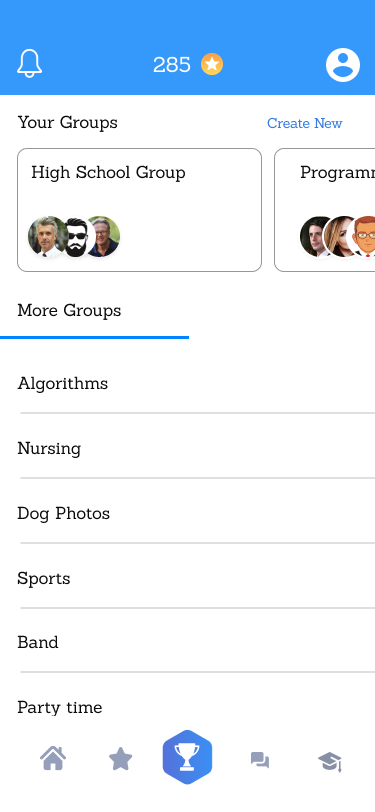 285
Your Groups
Create New
High School Group
Programm
More Groups
Algorithms
Nursing
Dog Photos
Sports
Band
Party time